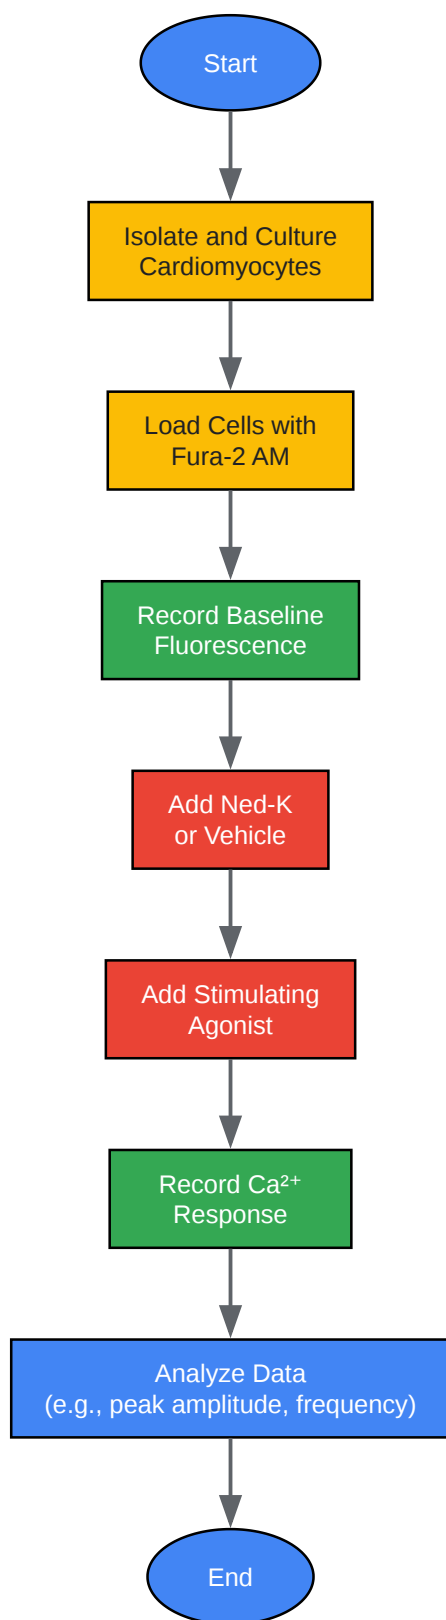 Start
Isolate and Culture
Cardiomyocytes
Load Cells with
Fura-2 AM
Record Baseline
Fluorescence
Add Ned-K
or Vehicle
Add Stimulating
Agonist
Record Ca²⁺
Response
Analyze Data
(e.g., peak amplitude, frequency)
End